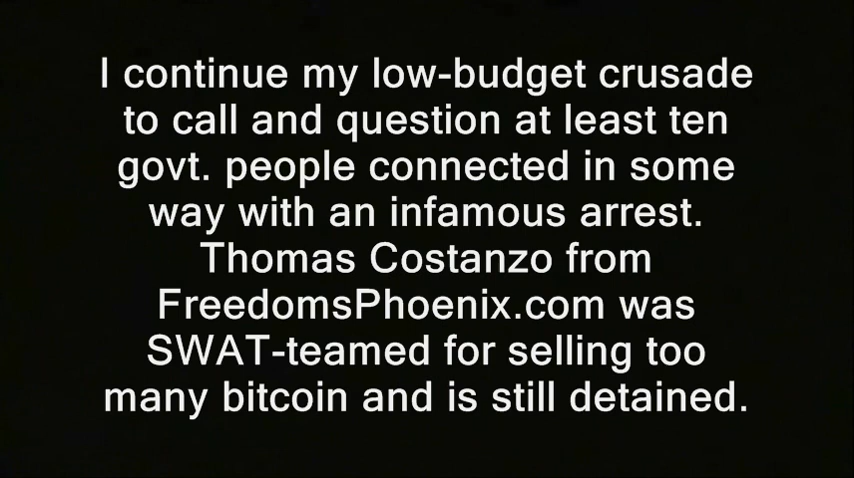 I continue my low-budget crusade
to call and question at least ten
govt. people connected in some
way with an infamous arrest.
Thomas Costanzo from
FreedomsPhoenix.com was
SWAT-teamed for selling too
many bitcoin and is still detained.